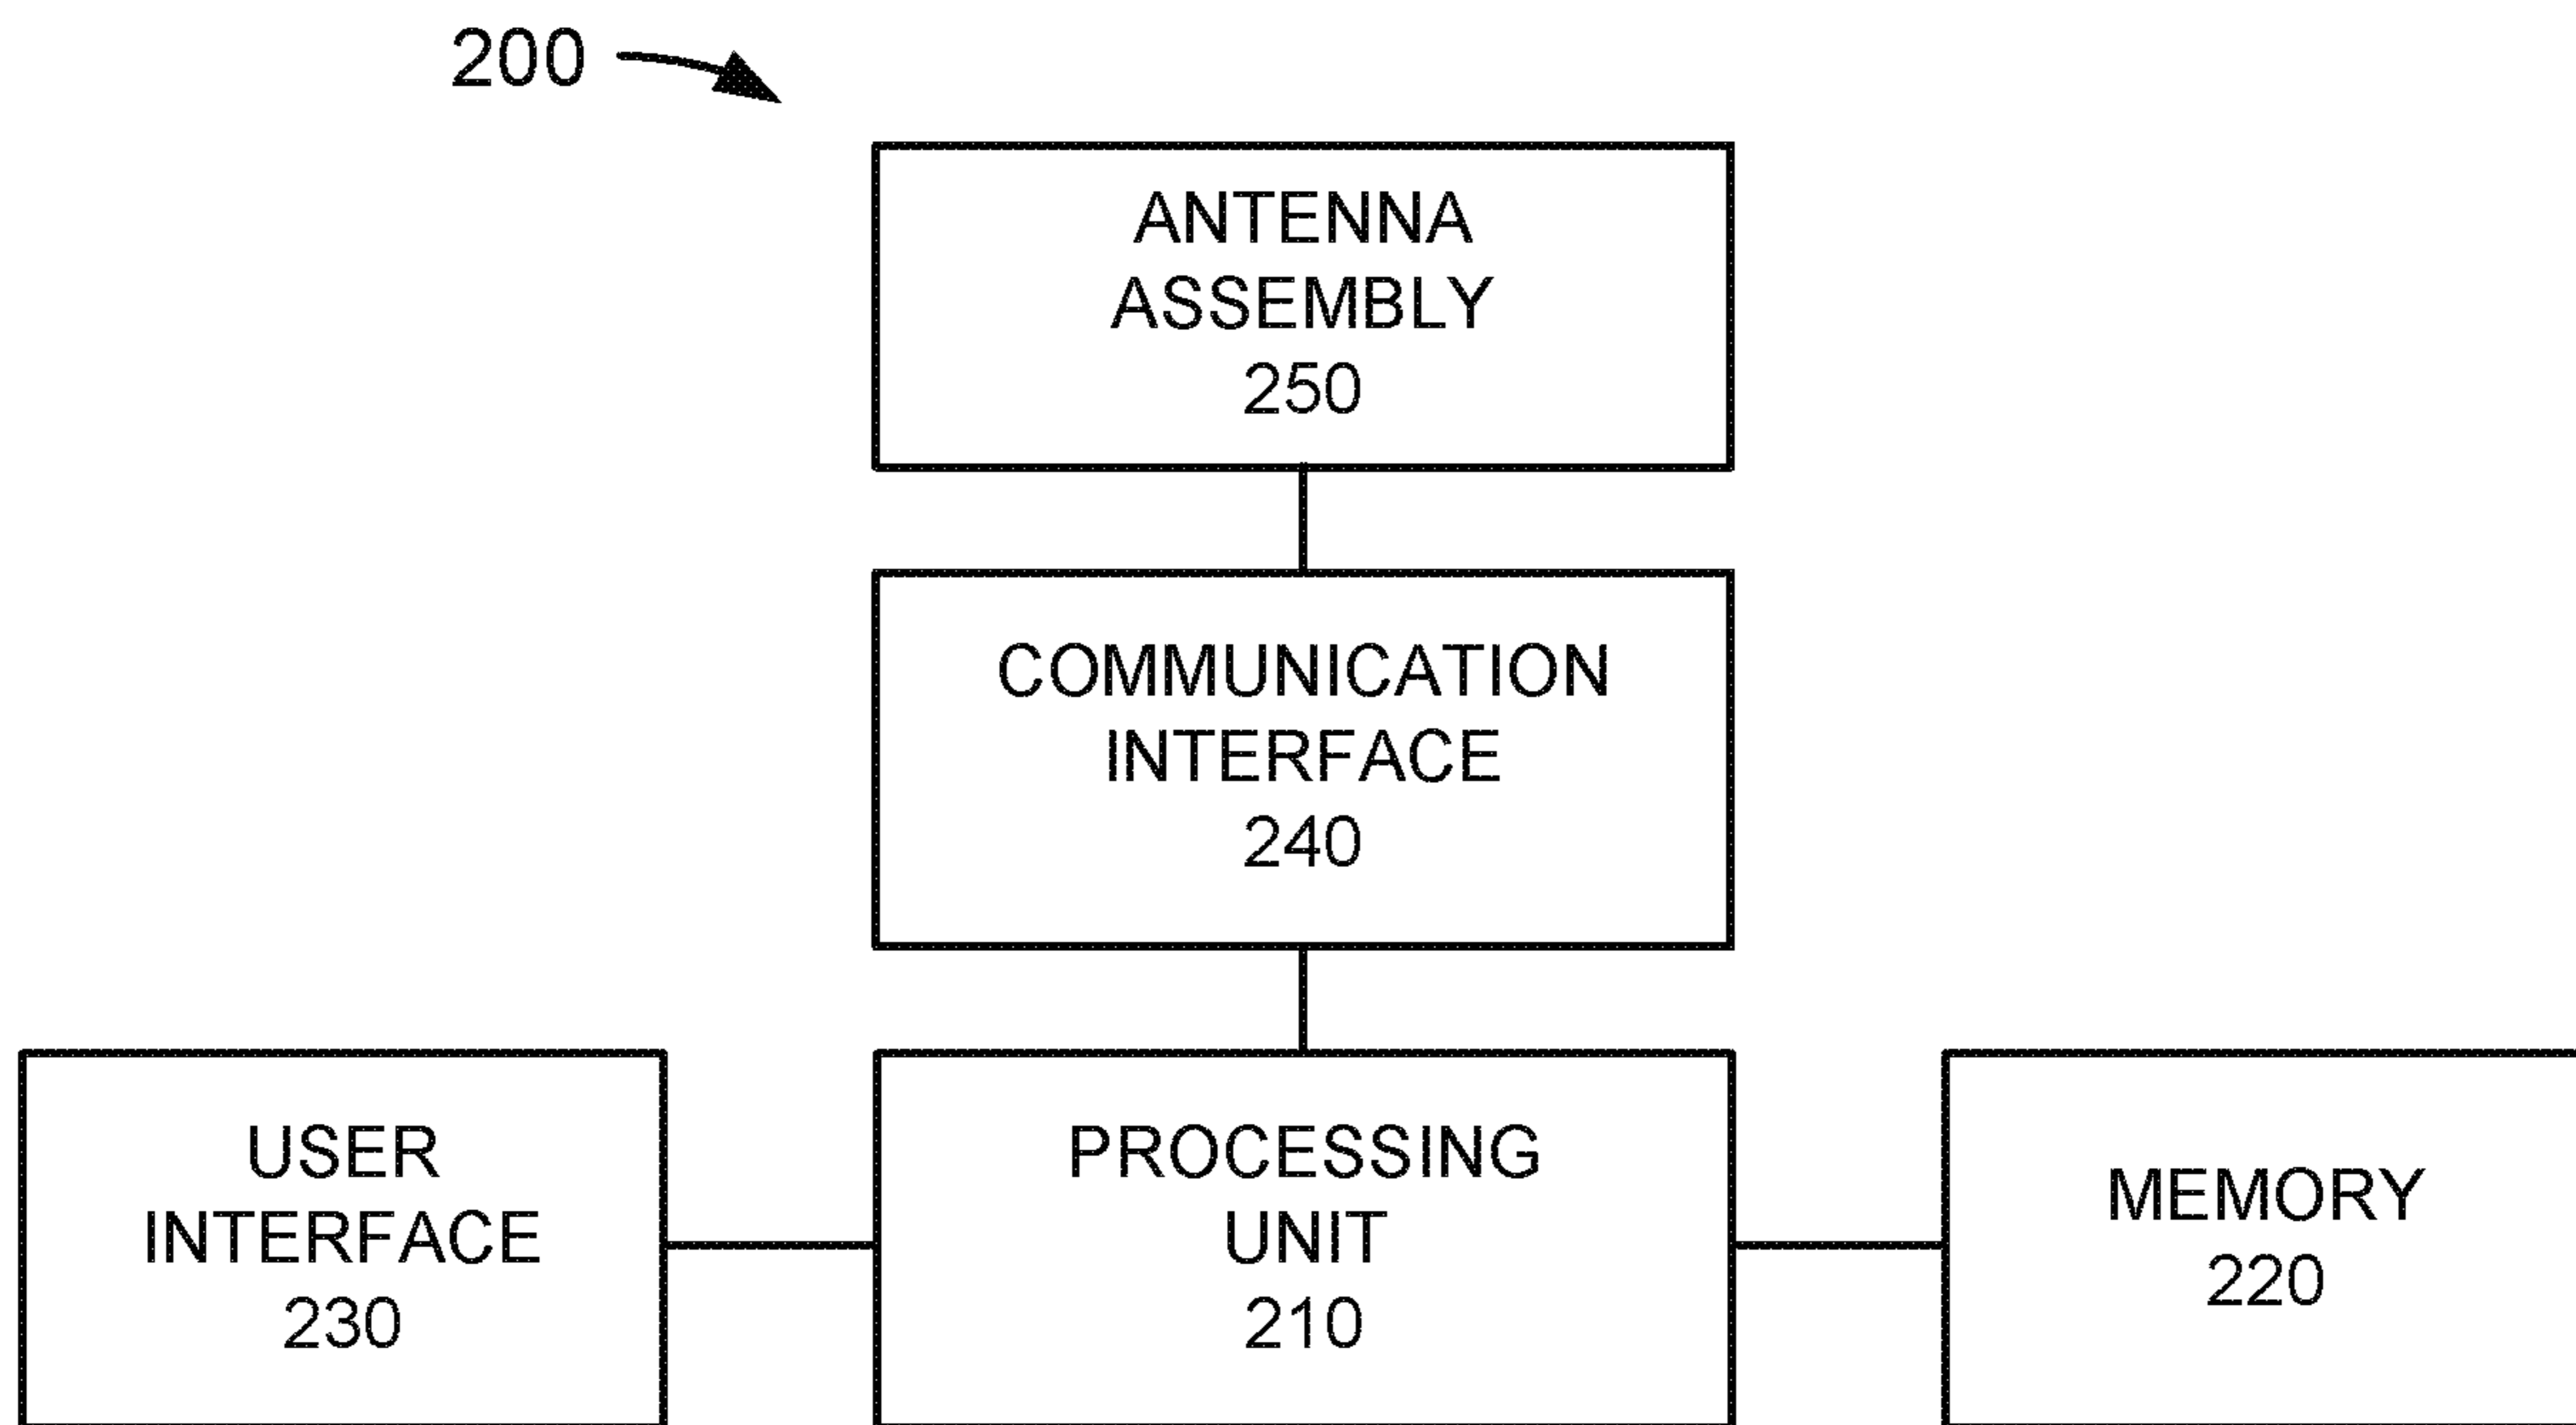 200
ANTENNA
ASSEMBLY
250
COMMUNICATION
INTERFACE
240
USER
INTERFACE
230
PROCESSING
UNIT
210
MEMORY
220